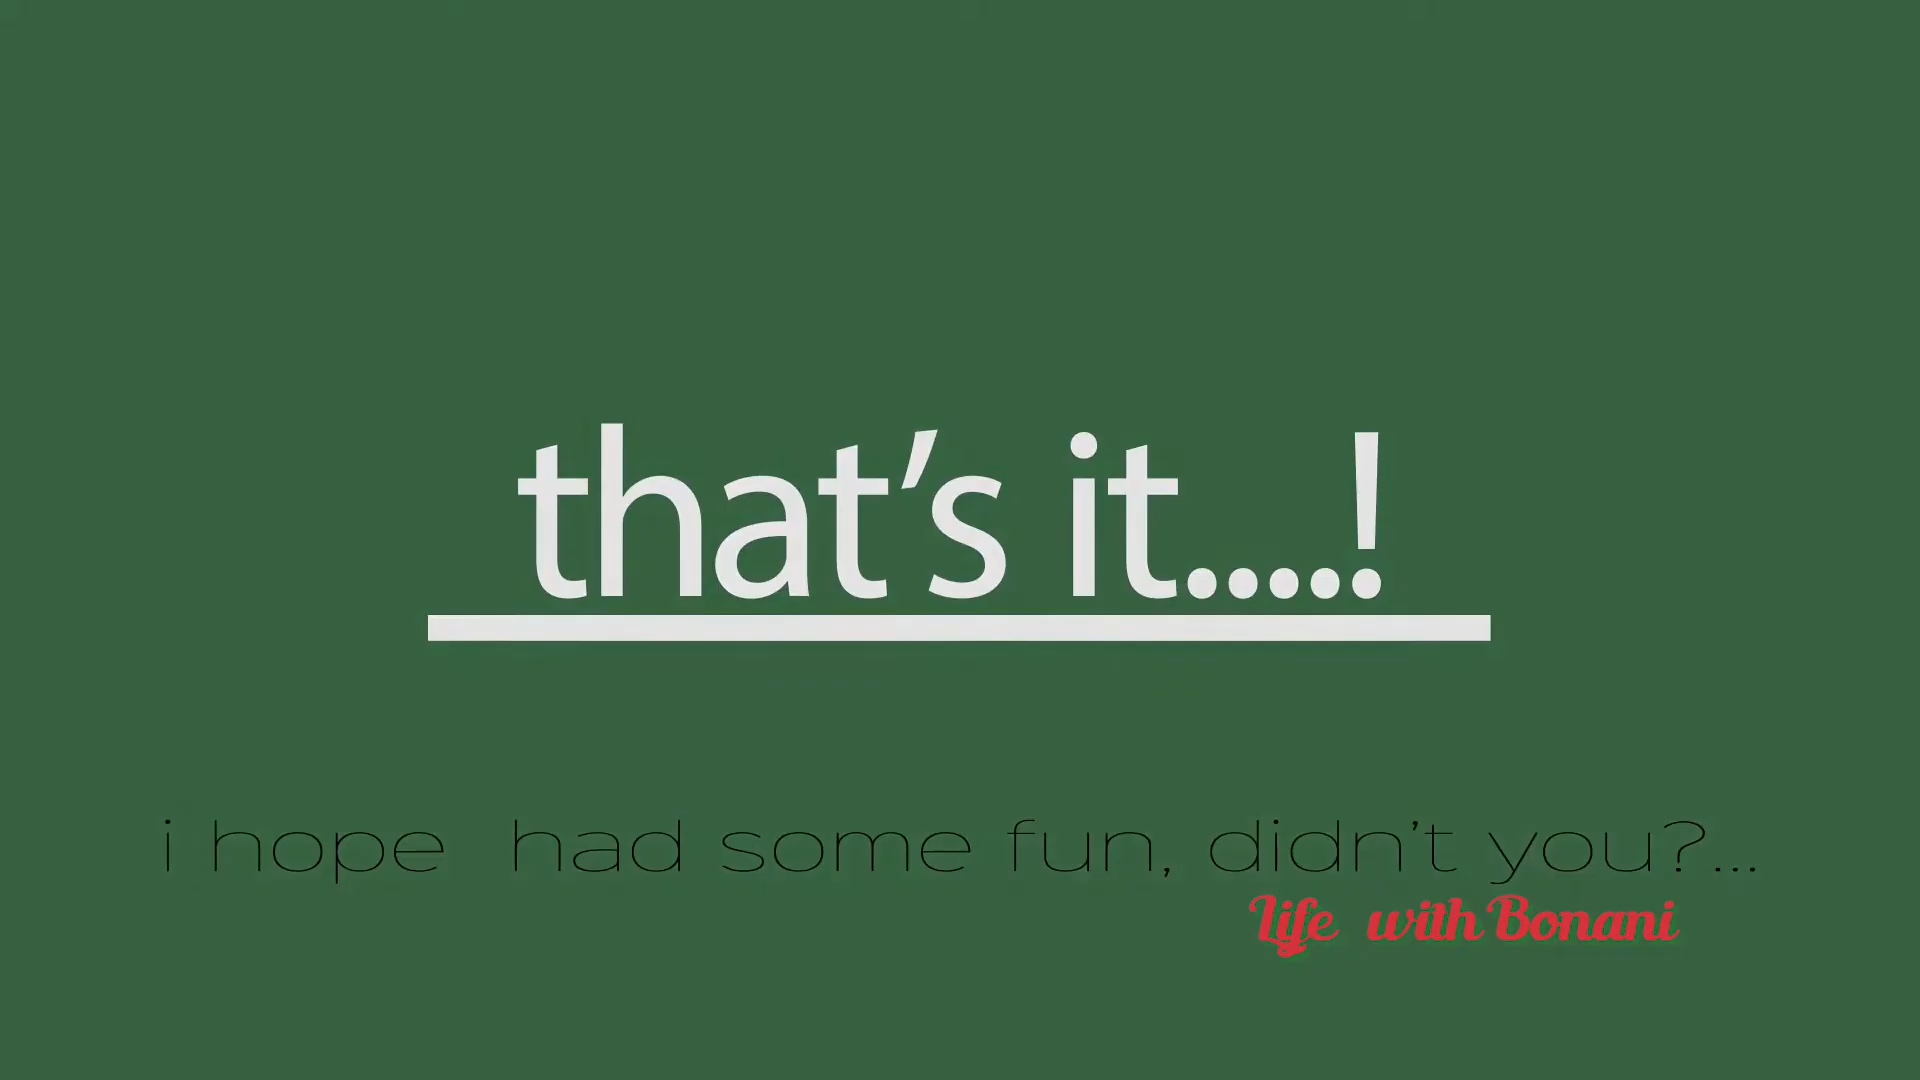 that’s it.....!
i hope had some fun, didn’t you?...
Life with Bonani